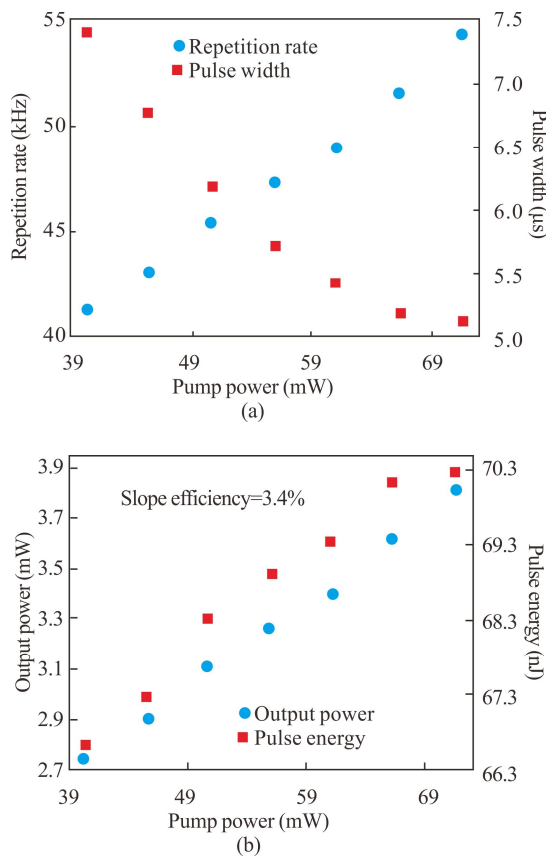 55
50
45
40
Repetition rate (kHz)
Repetition rate
Pulse width
7.5
7.0
6.5
6.0
5.5
5.0
Pulse width (µs)
39
49
59
69
Pump power (mW)
(a)
3.9
3.7
3.5
3.3
3.1
2.9
2.7
Output power (mW)
Slope efficiency=3.4%
Output power
Pulse energy
70.3
69.3
68.3
67.3
66.3
Pulse energy (nJ)
39
49
59
69
Pump power (mW)
(b)